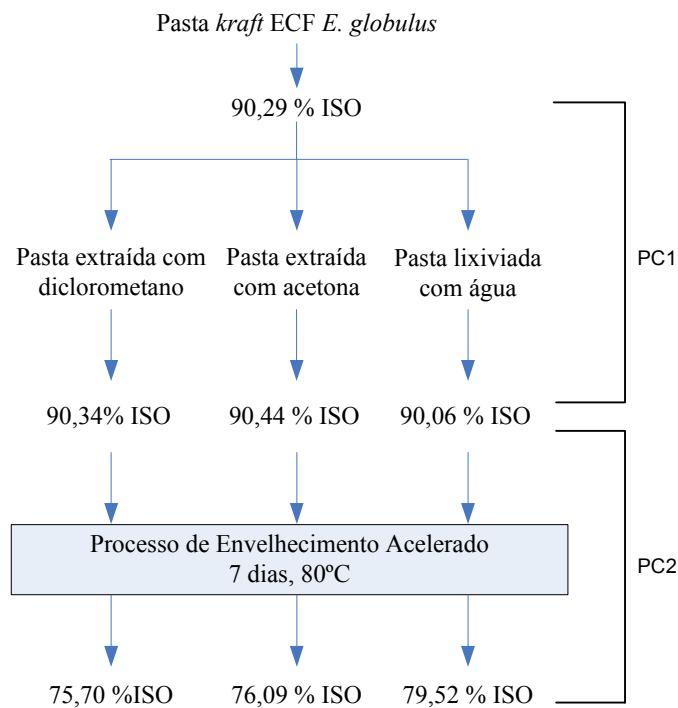 Pasta kraft ECF E. globulus
90,29 % ISO
Pasta extraída com
diclorometano
Pasta extraída
com acetona
Pasta lixiviada
com água
PC1
90,34% ISO
90,44 % ISO
90,06 % ISO
Processo de Envelhecimento Acelerado
7 dias, 80ºC
PC2
75,70 %ISO
76,09 % ISO
79,52 % ISO